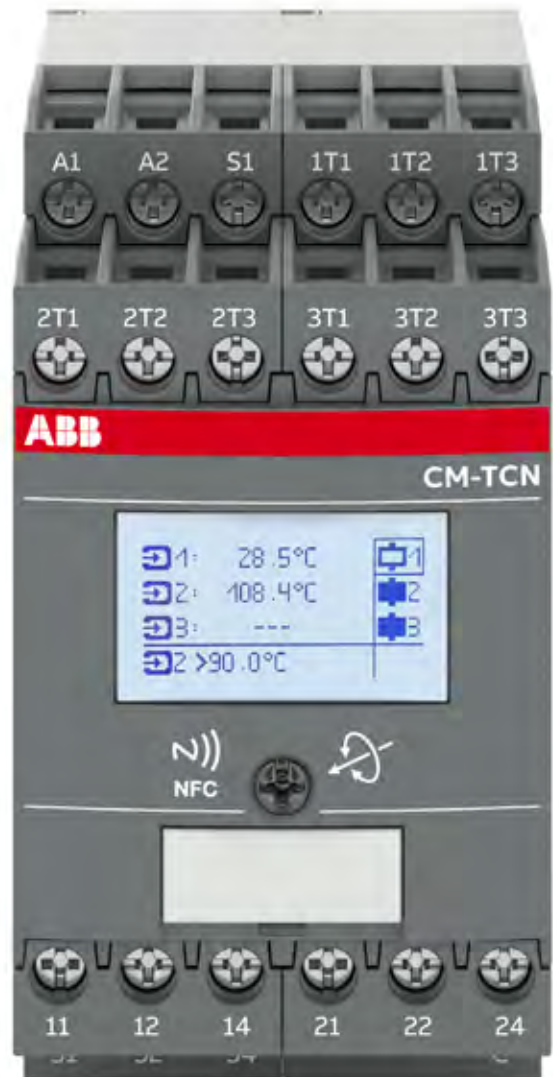 A1 A2 S1 1T1 1T2 1T3
2T1 2T2 2T3 3T1 3T2 3T3
ABB
CM-TCN
1: 28.5°C 1
2: 108.4°C 2
3: --- 3
2 >90.0°C
NFC
11 12 14 21 22 24